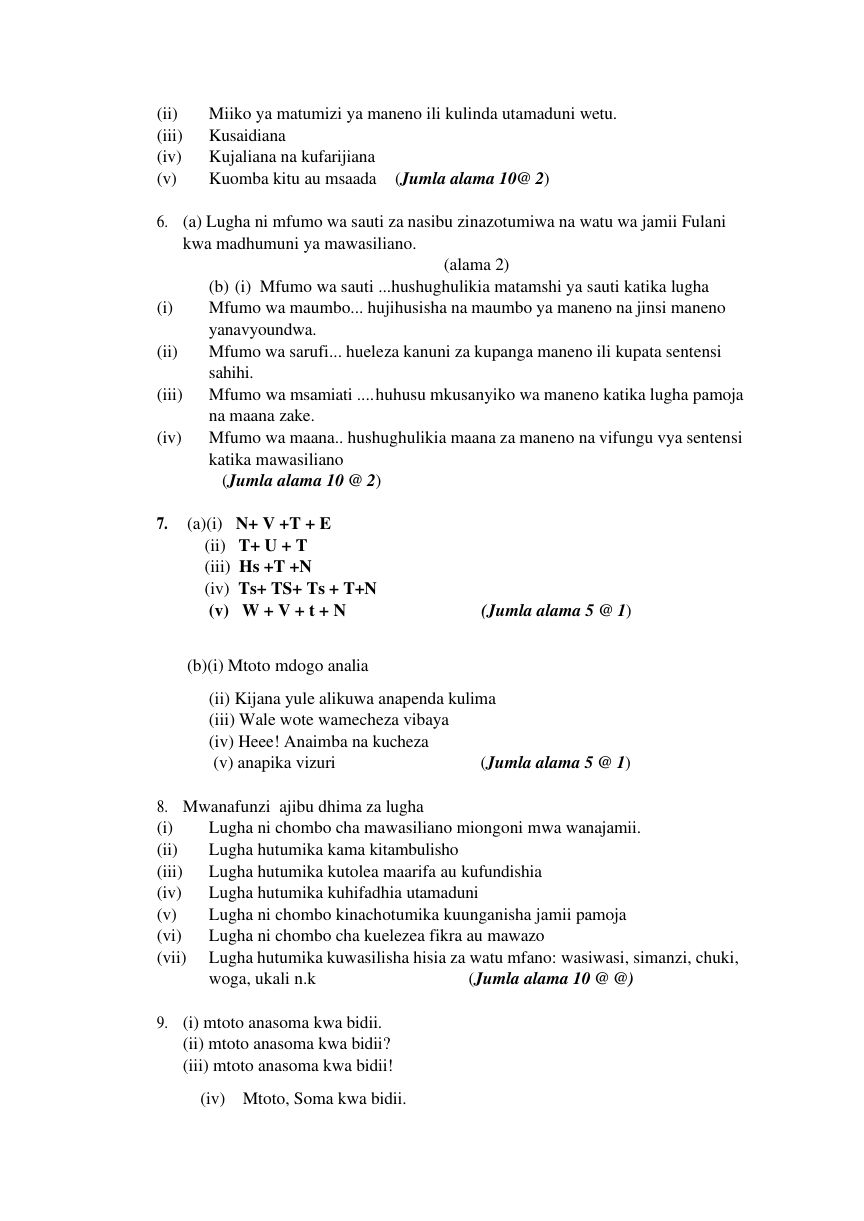 (ii) Miiko ya matumizi ya maneno ili kulinda utamaduni wetu.
(iii) Kusaidiana
(iv) Kujaliana na kufarijiana
(v) Kuomba kitu au msaada (Jumla alama 10@ 2)
6. (a) Lugha ni mfumo wa sauti za nasibu zinazotumiwa na watu wa jamii Fulani
kwa madhumuni ya mawasiliano.
(alama 2)
(b) (i) Mfumo wa sauti ...hushughulikia matamshi ya sauti katika lugha
(i) Mfumo wa maumbo... hujihusisha na maumbo ya maneno na jinsi maneno
yanavyoundwa.
(ii) Mfumo wa sarufi... hueleza kanuni za kupanga maneno ili kupata sentensi
sahihi.
(iii) Mfumo wa msamiati ....huhusu mkusanyiko wa maneno katika lugha pamoja
na maana zake.
(iv) Mfumo wa maana.. hushughulikia maana za maneno na vifungu vya sentensi
katika mawasiliano
(Jumla alama 10 @ 2)
7. (a)(i) N+ V +T + E
(ii) T+ U + T
(iii) Hs +T +N
(iv) Ts+ TS+ Ts + T+N
(v) W + V + t + N (Jumla alama 5 @ 1)
(b)(i) Mtoto mdogo analia
(ii) Kijana yule alikuwa anapenda kulima
(iii) Wale wote wamecheza vibaya
(iv) Heee! Anaimba na kucheza
(v) anapika vizuri (Jumla alama 5 @ 1)
8. Mwanafunzi ajibu dhima za lugha
(i) Lugha ni chombo cha mawasiliano miongoni mwa wanajamii.
(ii) Lugha hutumika kama kitambulisho
(iii) Lugha hutumika kutolea maarifa au kufundishia
(iv) Lugha hutumika kuhifadhia utamaduni
(v) Lugha ni chombo kinachotumika kuunganisha jamii pamoja
(vi) Lugha ni chombo cha kuelezea fikra au mawazo
(vii) Lugha hutumika kuwasilisha hisia za watu mfano: wasiwasi, simanzi, chuki,
woga, ukali n.k (Jumla alama 10 @ @)
9. (i) mtoto anasoma kwa bidii.
(ii) mtoto anasoma kwa bidii?
(iii) mtoto anasoma kwa bidii!
(iv) Mtoto, Soma kwa bidii.